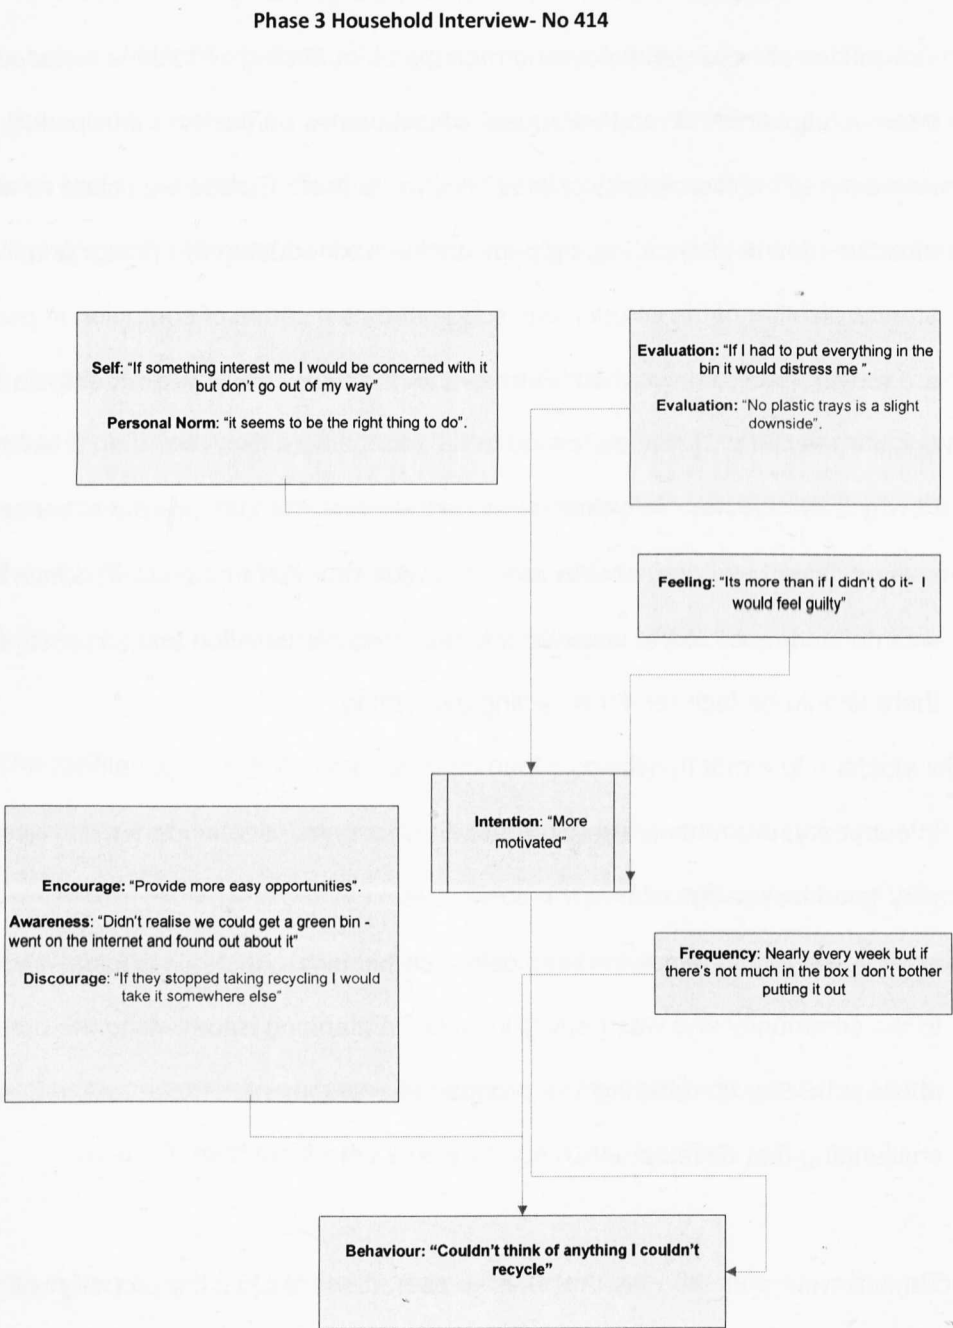 Phase 3 Household Interview- No 414
Self: “If something interest me I would be concerned with it
but don’t go out of my way”
Personal Norm: “it seems to be the right thing to do”.
Evaluation: “If I had to put everything in the
bin it would distress me ”.
Evaluation: “No plastic trays is a slight
downside”.
Feeling: “Its more than if I didn’t do it- I
would feel guilty”
Intention: “More
motivated”
Encourage: “Provide more easy opportunities”.
Awareness: “Didn’t realise we could get a green bin -
went on the internet and found out about it”
Discourage: “If they stopped taking recycling I would
take it somewhere else”
Frequency: Nearly every week but if
there’s not much in the box I don’t bother
putting it out
Behaviour: “Couldn’t think of anything I couldn’t
recycle”